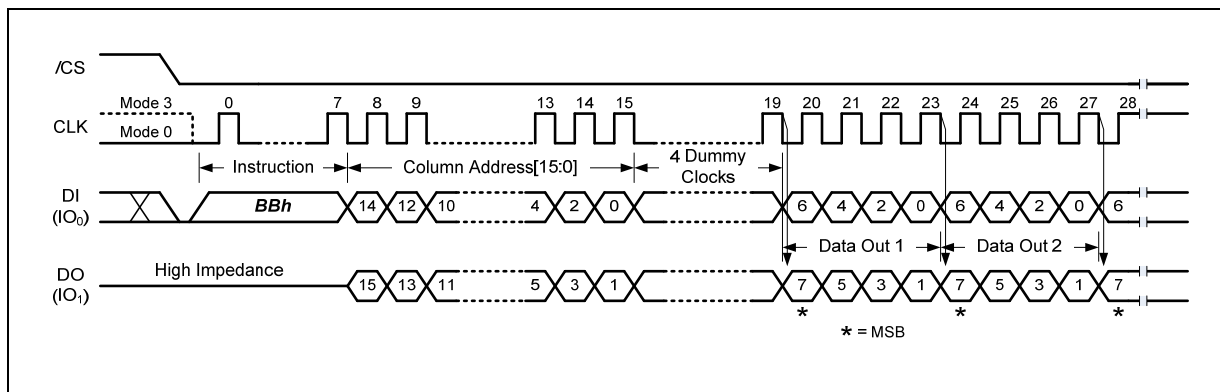 /CS
Mode 3
0 7 8 9 13 14 15 19 20 21 22 23 24 25 26 27 28
CLK
Mode 0
Instruction
Column Address[15:0]
4 Dummy
Clocks
DI
(IO0)
BBh
14 12 10 4 2 0 6 4 2 0 6 4 2 0 6
Data Out 1
Data Out 2
DO
(IO1)
High Impedance
15 13 11 5 3 1 7 5 3 1 7 5 3 1 7
* * *
* = MSB